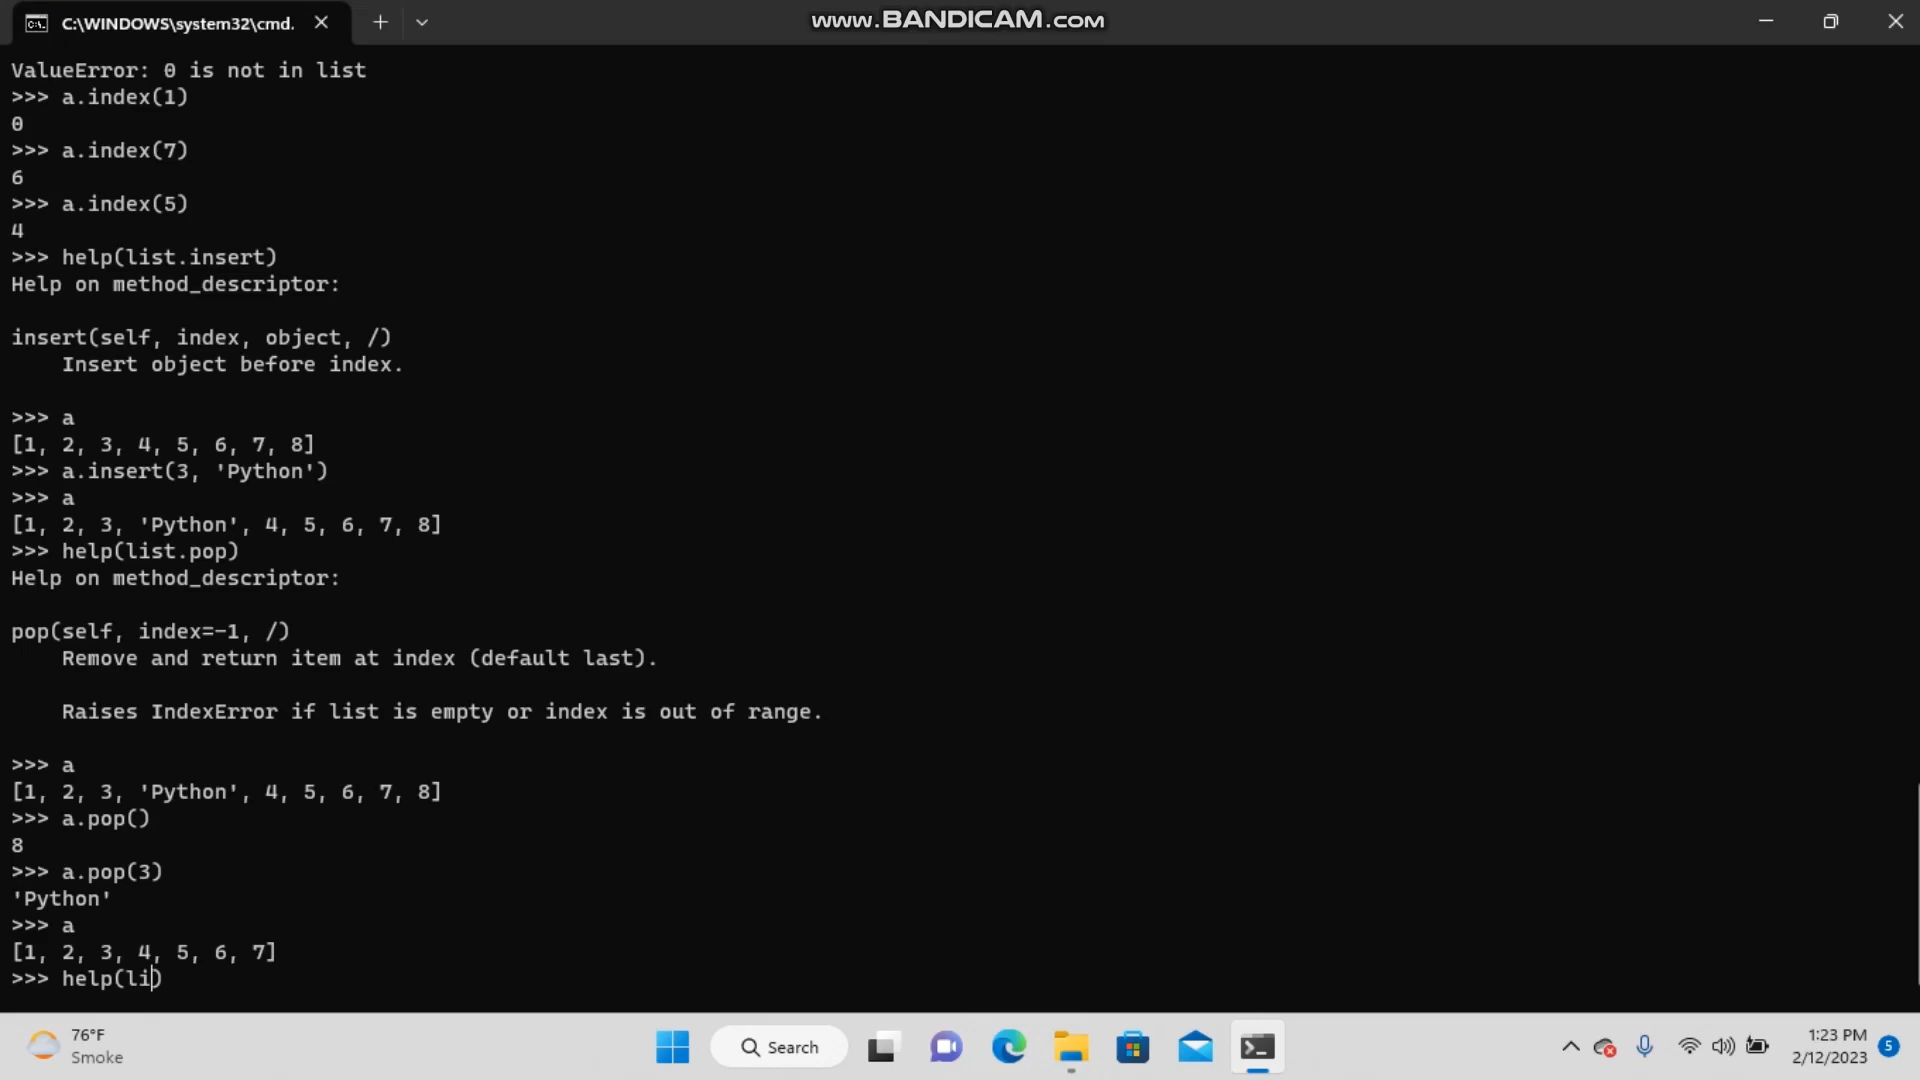 C:\WINDOWS\system32\cmd.
www.BANDICAM.com
ValueError: 0 is not in list
>>> a.index(1)
0
>>> a.index(7)
6
>>> a.index(5)
4
>>> help(list.insert)
Help on method_descriptor:
insert(self, index, object, /)
Insert object before index.
>>> a
[1, 2, 3, 4, 5, 6, 7, 8]
>>> a.insert(3, 'Python')
>>> a
[1, 2, 3, 'Python', 4, 5, 6, 7, 8]
>>> help(list.pop)
Help on method_descriptor:
pop(self, index=-1, /)
Remove and return item at index (default last).
Raises IndexError if list is empty or index is out of range.
>>> a
[1, 2, 3, 'Python', 4, 5, 6, 7, 8]
>>> a.pop()
8
>>> a.pop(3)
'Python'
>>> a
[1, 2, 3, 4, 5, 6, 7]
>>> help(li)
76°F
Smoke
Search
1:23 PM
2/12/2023
5